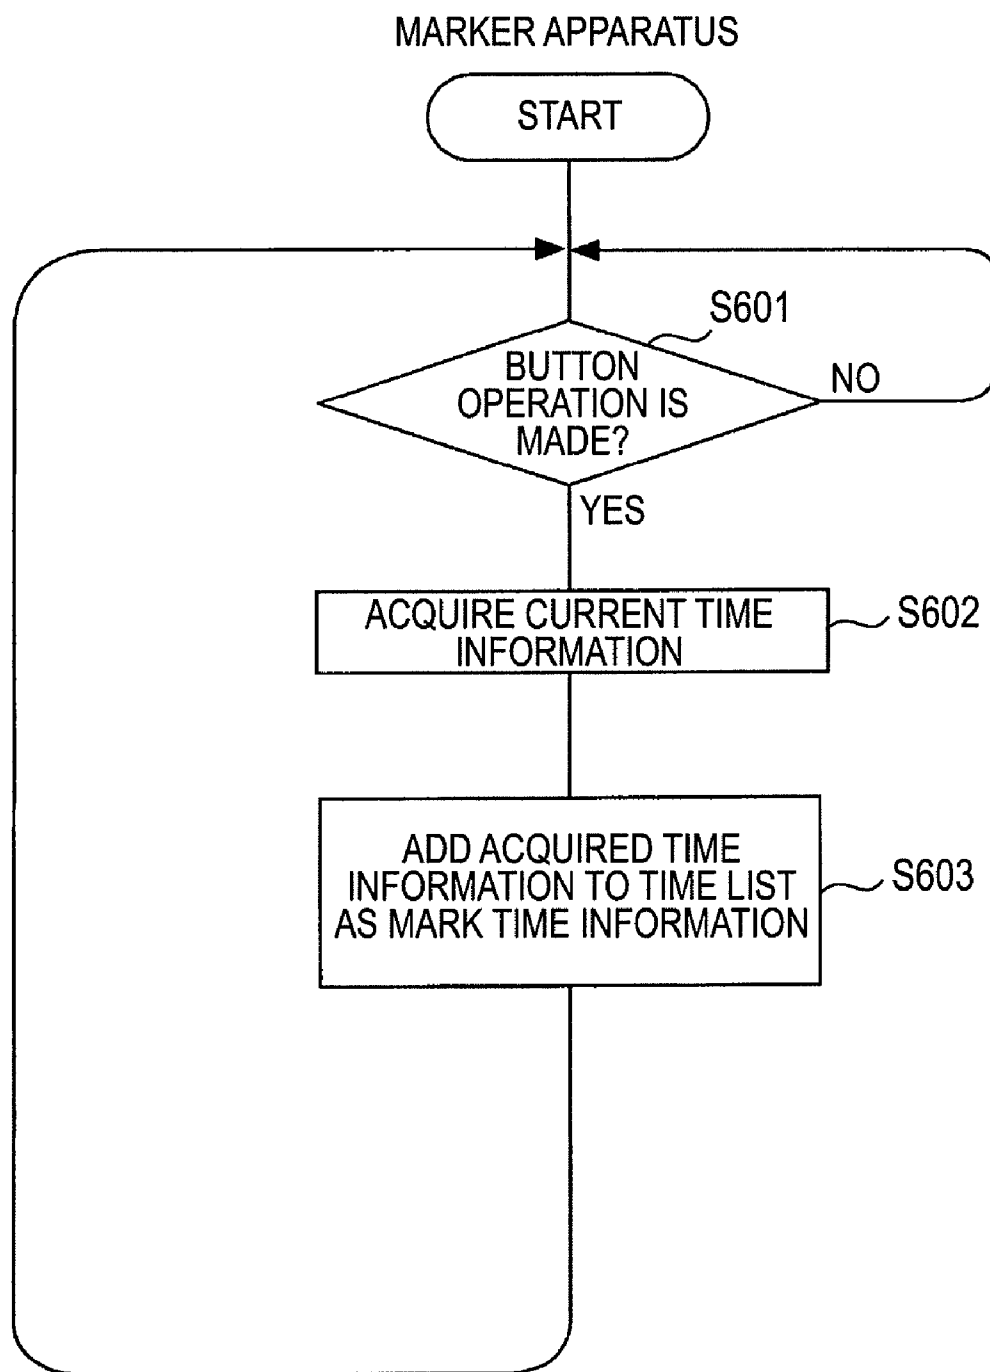 MARKER APPARATUS
START
S601
BUTTON
OPERATION IS
MADE?
NO
YES
ACQUIRE CURRENT TIME
INFORMATION
S602
ADD ACQUIRED TIME
INFORMATION TO TIME LIST
AS MARK TIME INFORMATION
S603